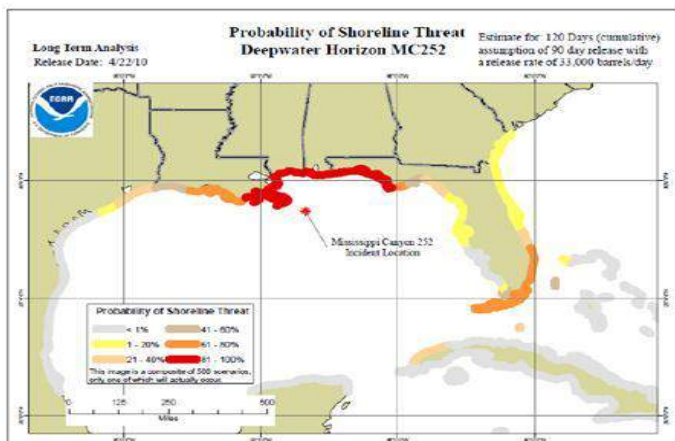 Probability of Shoreline Threat
Deepwater Horizon MC252
Long Term Analysis
Release Date: 4/22/10
Estimate for: 120 Days (cumulative)
assumption of 90 day release with
a release rate of 33,000 barrels/day.
Mississippi Canyon 252
Incident Location
Probability of Shoreline Threat
< 1%
1 - 20%
21 - 40%
41 - 60%
61 - 80%
81 - 100%
This image is a composite of 500 scenarios,
only one of which will actually occur.
0 125 250 500
Miles